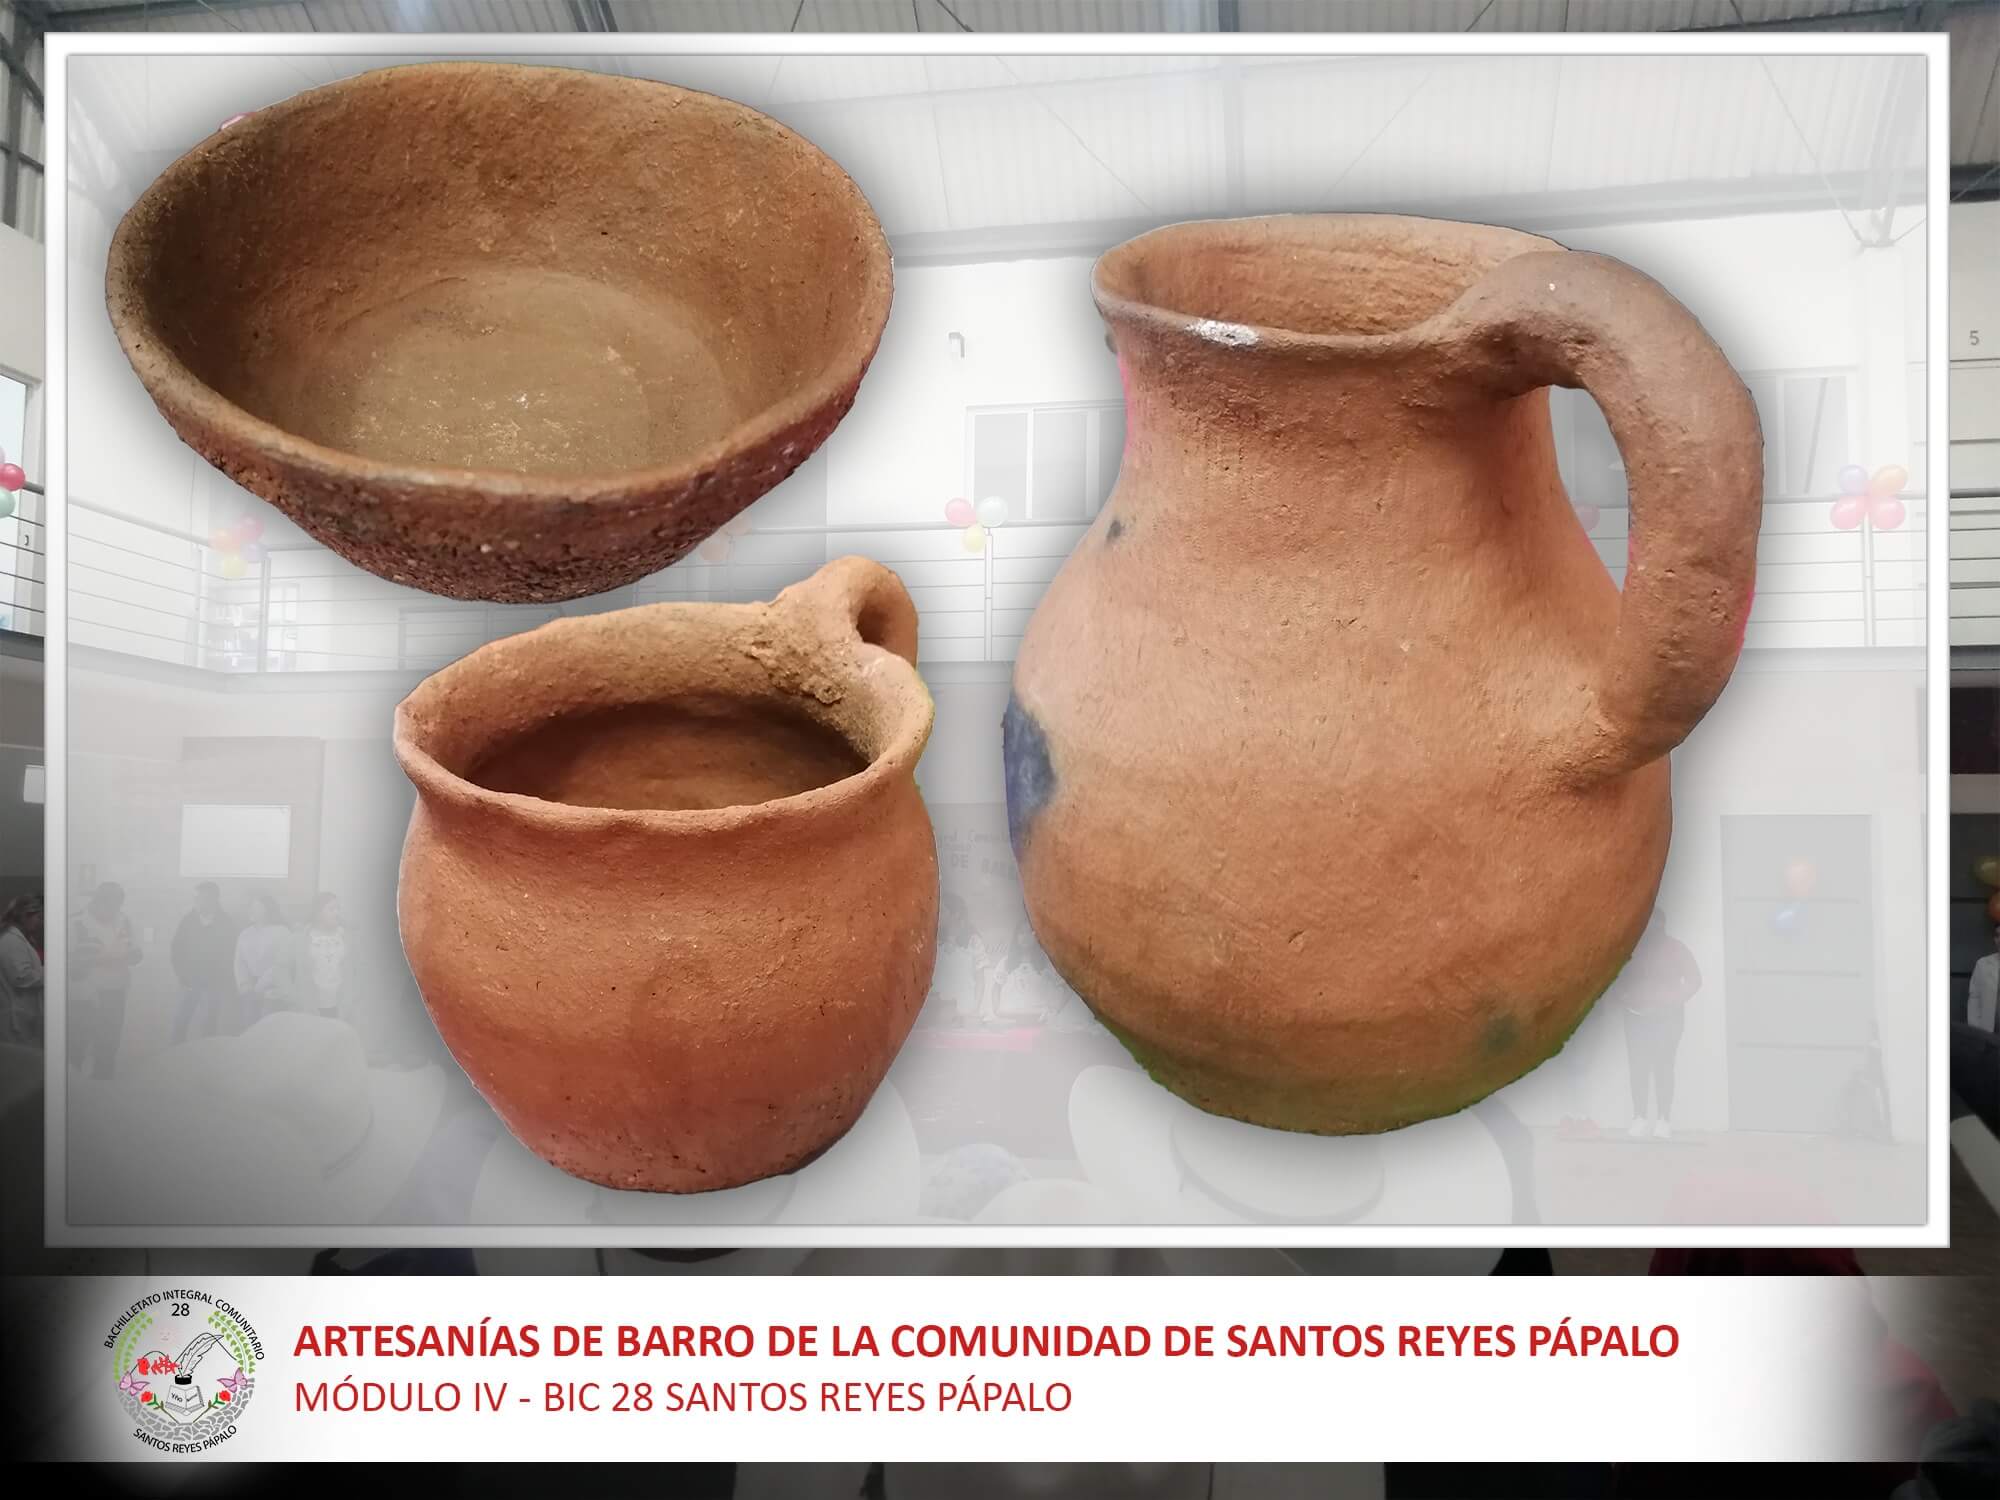 5
BACHILLETATO INTEGRAL COMUNITARIO
28
SANTOS REYES PÁPALO
ARTESANÍAS DE BARRO DE LA COMUNIDAD DE SANTOS REYES PÁPALO
MÓDULO IV - BIC 28 SANTOS REYES PÁPALO